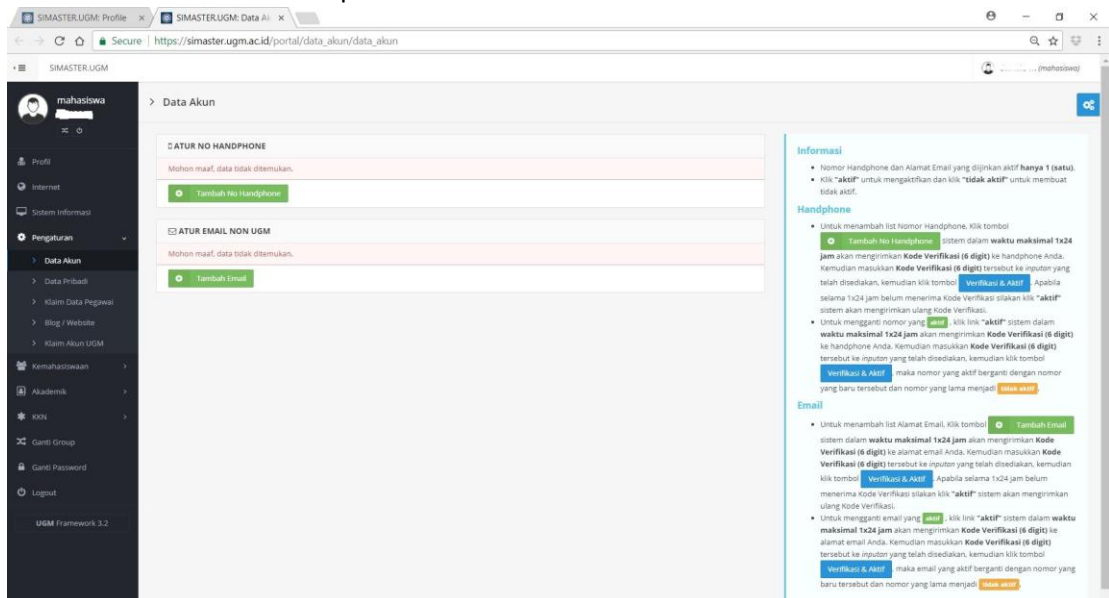 SIMASTER.UGM: Profile
SIMASTER.UGM: Data A
Secure
https://simaster.ugm.ac.id/portal/data_akun/data_akun
SIMASTER.UGM
(mahasiswa)
mahasiswa
Profil
Internet
Sistem Informasi
Pengaturan
Data Akun
Data Pribadi
Klaim Data Pegawai
Blog / Website
Klaim Akun UGM
Kemahasiswaan
Akademik
KKN
Ganti Group
Ganti Password
Logout
UGM Framework 3.2
> Data Akun
ATUR NO HANDPHONE
Mohon maaf, data tidak ditemukan.
Tambah No Handphone
ATUR EMAIL NON UGM
Mohon maaf, data tidak ditemukan.
Tambah Email
Informasi
• Nomor Handphone dan Alamat Email yang diijinkan aktif hanya 1 (satu).
• Klik "aktif" untuk mengaktifkan dan klik "tidak aktif" untuk membuat
tidak aktif.
Handphone
• Untuk menambah list Nomor Handphone, Klik tombol
Tambah No Handphone sistem dalam waktu maksimal 1x24
jam akan mengirimkan Kode Verifikasi (6 digit) ke handphone Anda.
Kemudian masukkan Kode Verifikasi (6 digit) tersebut ke inputan yang
telah disediakan, kemudian klik tombol Verifikasi & Aktif . Apabila
selama 1x24 jam belum menerima Kode Verifikasi silakan klik "aktif"
sistem akan mengirimkan ulang Kode Verifikasi.
• Untuk mengganti nomor yang aktif , klik link "aktif" sistem dalam
waktu maksimal 1x24 jam akan mengirimkan Kode Verifikasi (6 digit)
ke handphone Anda. Kemudian masukkan Kode Verifikasi (6 digit)
tersebut ke inputan yang telah disediakan, kemudian klik tombol
Verifikasi & Aktif , maka nomor yang aktif berganti dengan nomor
yang baru tersebut dan nomor yang lama menjadi tidak aktif .
Email
• Untuk menambah list Alamat Email, Klik tombol Tambah Email
sistem dalam waktu maksimal 1x24 jam akan mengirimkan Kode
Verifikasi (6 digit) ke alamat email Anda. Kemudian masukkan Kode
Verifikasi (6 digit) tersebut ke inputan yang telah disediakan, kemudian
klik tombol Verifikasi & Aktif . Apabila selama 1x24 jam belum
menerima Kode Verifikasi silakan klik "aktif" sistem akan mengirimkan
ulang Kode Verifikasi.
• Untuk mengganti email yang aktif , klik link "aktif" sistem dalam waktu
maksimal 1x24 jam akan mengirimkan Kode Verifikasi (6 digit) ke
alamat email Anda. Kemudian masukkan Kode Verifikasi (6 digit)
tersebut ke inputan yang telah disediakan, kemudian klik tombol
Verifikasi & Aktif , maka email yang aktif berganti dengan nomor yang
baru tersebut dan nomor yang lama menjadi tidak aktif .